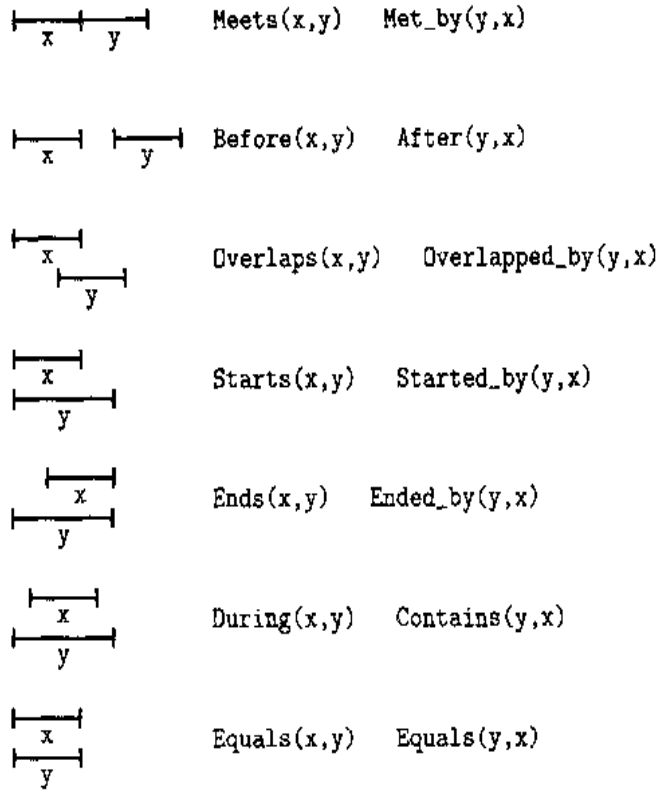 x y Meets(x,y) Met_by(y,x)
x y Before(x,y) After(y,x)
x
y
Overlaps(x,y) Overlapped_by(y,x)
x
y
Starts(x,y) Started_by(y,x)
x
y
Ends(x,y) Ended_by(y,x)
x
y
During(x,y) Contains(y,x)
x
y
Equals(x,y) Equals(y,x)